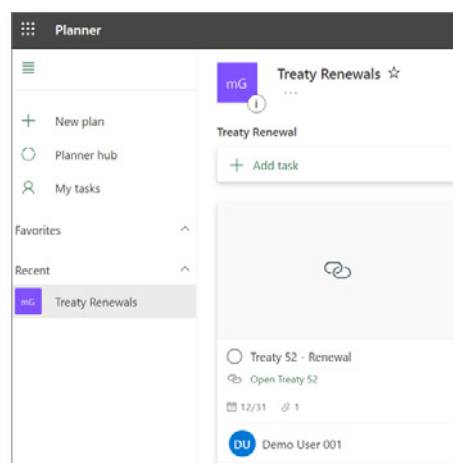 Planner
mG
Treaty Renewals
...
Treaty Renewal
New plan
Planner hub
My tasks
Add task
Favorites
Recent
mG Treaty Renewals
Treaty 52 - Renewal
Open Treaty 52
12/31 1
DU Demo User 001